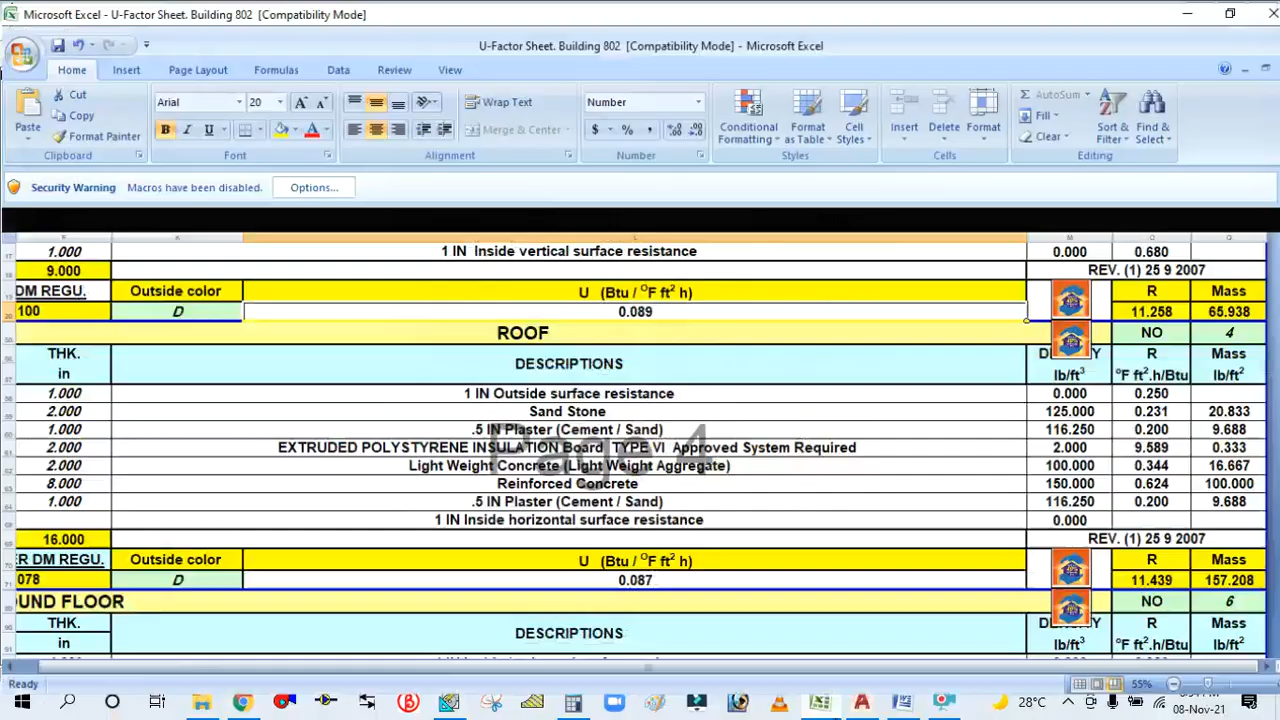 Microsoft Excel - U-Factor Sheet. Building 802 [Compatibility Mode]
U-Factor Sheet. Building 802 [Compatibility Mode] - Microsoft Excel
Home Insert Page Layout Formulas Data Review View
Paste Cut Copy Format Painter
Arial 20 A A
B I U A
Wrap Text
Merge & Center
Number
$ % ,
Conditional Formatting Format as Table Cell Styles
Insert Delete Format
AutoSum Fill Clear
Sort & Filter Find & Select
Clipboard Font Alignment Number Styles Cells Editing
Security Warning Macros have been disabled. Options...
17 1.000 1 IN Inside vertical surface resistance 0.000 0.680
18 9.000 REV. (1) 25 9 2007
19 DM REGU. Outside color U (Btu / °F ft² h) R Mass
20 100 D 0.089 11.258 65.938
ROOF NO 4
THK. DESCRIPTIONS R Mass
in lb/ft³ °F ft².h/Btu lb/ft²
1.000 1 IN Outside surface resistance 0.000 0.250
2.000 Sand Stone 125.000 0.231 20.833
1.000 .5 IN Plaster (Cement / Sand) 116.250 0.200 9.688
2.000 EXTRUDED POLYSTYRENE INSULATION Board TYPE VI Approved System Required 2.000 9.589 0.333
2.000 Light Weight Concrete (Light Weight Aggregate) 100.000 0.344 16.667
8.000 Reinforced Concrete 150.000 0.624 100.000
1.000 .5 IN Plaster (Cement / Sand) 116.250 0.200 9.688
1 IN Inside horizontal surface resistance 0.000
16.000 REV. (1) 25 9 2007
ER DM REGU. Outside color U (Btu / °F ft² h) R Mass
078 D 0.087 11.439 157.208
OUND FLOOR NO 6
THK. DESCRIPTIONS R Mass
in lb/ft³ °F ft².h/Btu lb/ft²
Page 4
Ready 55%
28°C 08-Nov-21